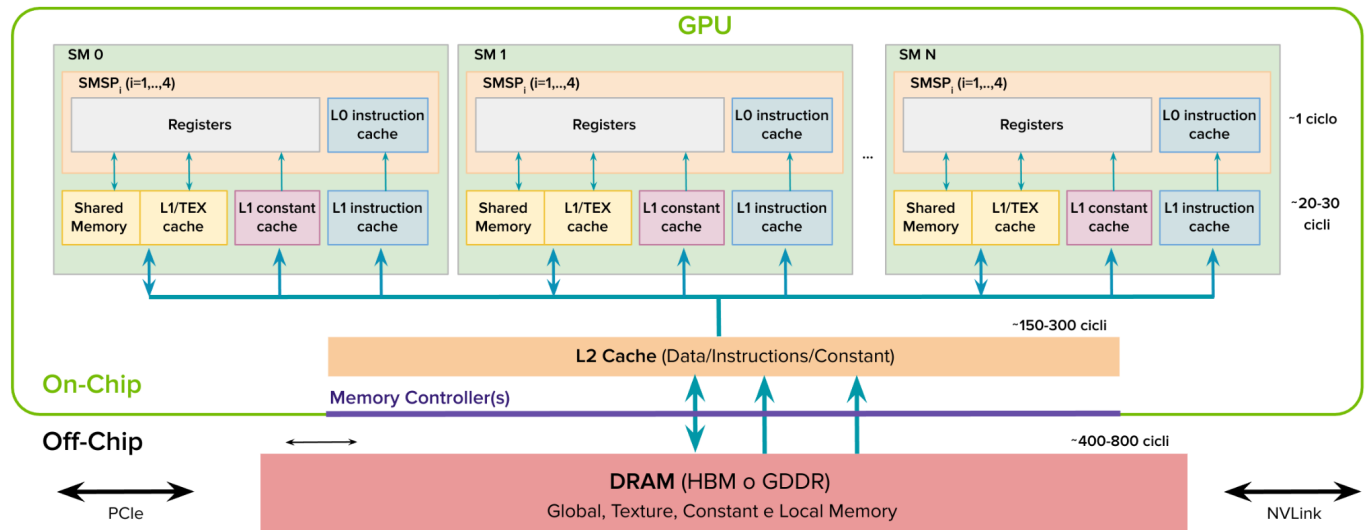 GPU
SM 0
SMSPi (i=1,..,4)
Registers
L0 instruction
cache
Shared
Memory
L1/TEX
cache
L1 constant
cache
L1 instruction
cache
SM 1
SMSPi (i=1,..,4)
Registers
L0 instruction
cache
Shared
Memory
L1/TEX
cache
L1 constant
cache
L1 instruction
cache
...
SM N
SMSPi (i=1,..,4)
Registers
L0 instruction
cache
Shared
Memory
L1/TEX
cache
L1 constant
cache
L1 instruction
cache
~1 ciclo
~20-30
cicli
~150-300 cicli
L2 Cache (Data/Instructions/Constant)
On-Chip
Memory Controller(s)
Off-Chip
~400-800 cicli
DRAM (HBM o GDDR)
Global, Texture, Constant e Local Memory
PCIe
NVLink